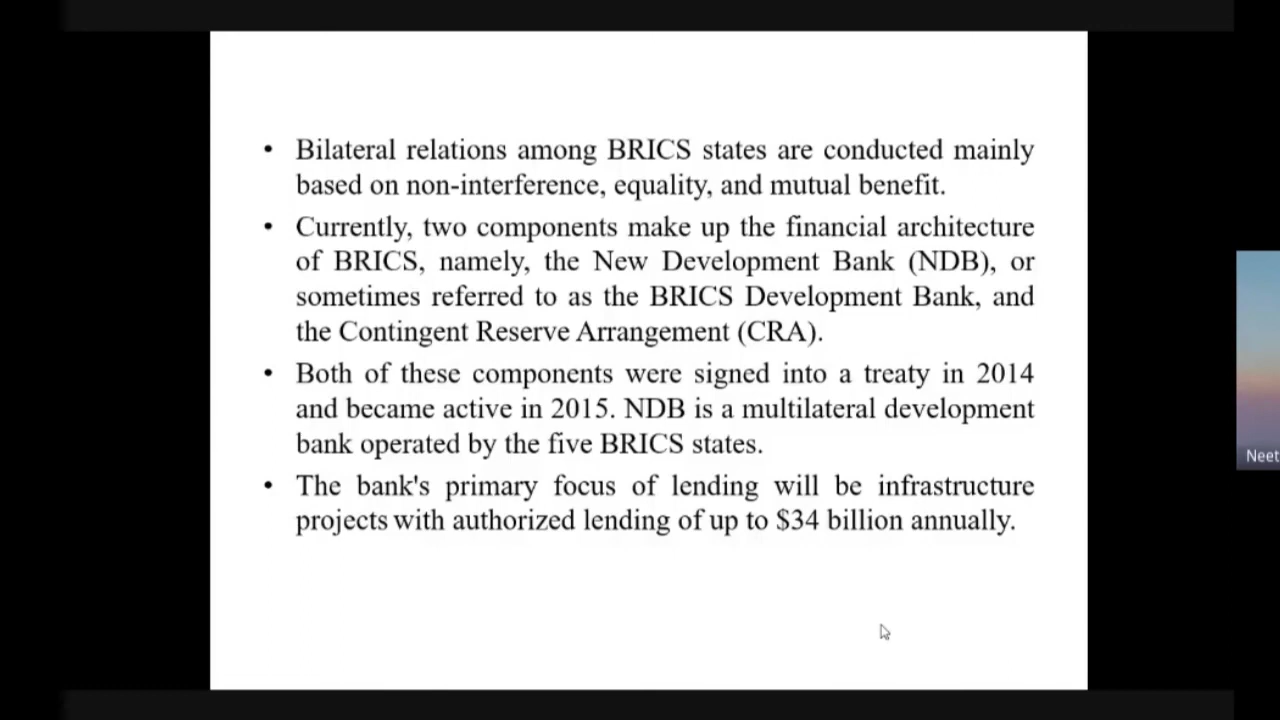 • Bilateral relations among BRICS states are conducted mainly
based on non-interference, equality, and mutual benefit.
• Currently, two components make up the financial architecture
of BRICS, namely, the New Development Bank (NDB), or
sometimes referred to as the BRICS Development Bank, and
the Contingent Reserve Arrangement (CRA).
• Both of these components were signed into a treaty in 2014
and became active in 2015. NDB is a multilateral development
bank operated by the five BRICS states.
• The bank's primary focus of lending will be infrastructure
projects with authorized lending of up to $34 billion annually.
Neet